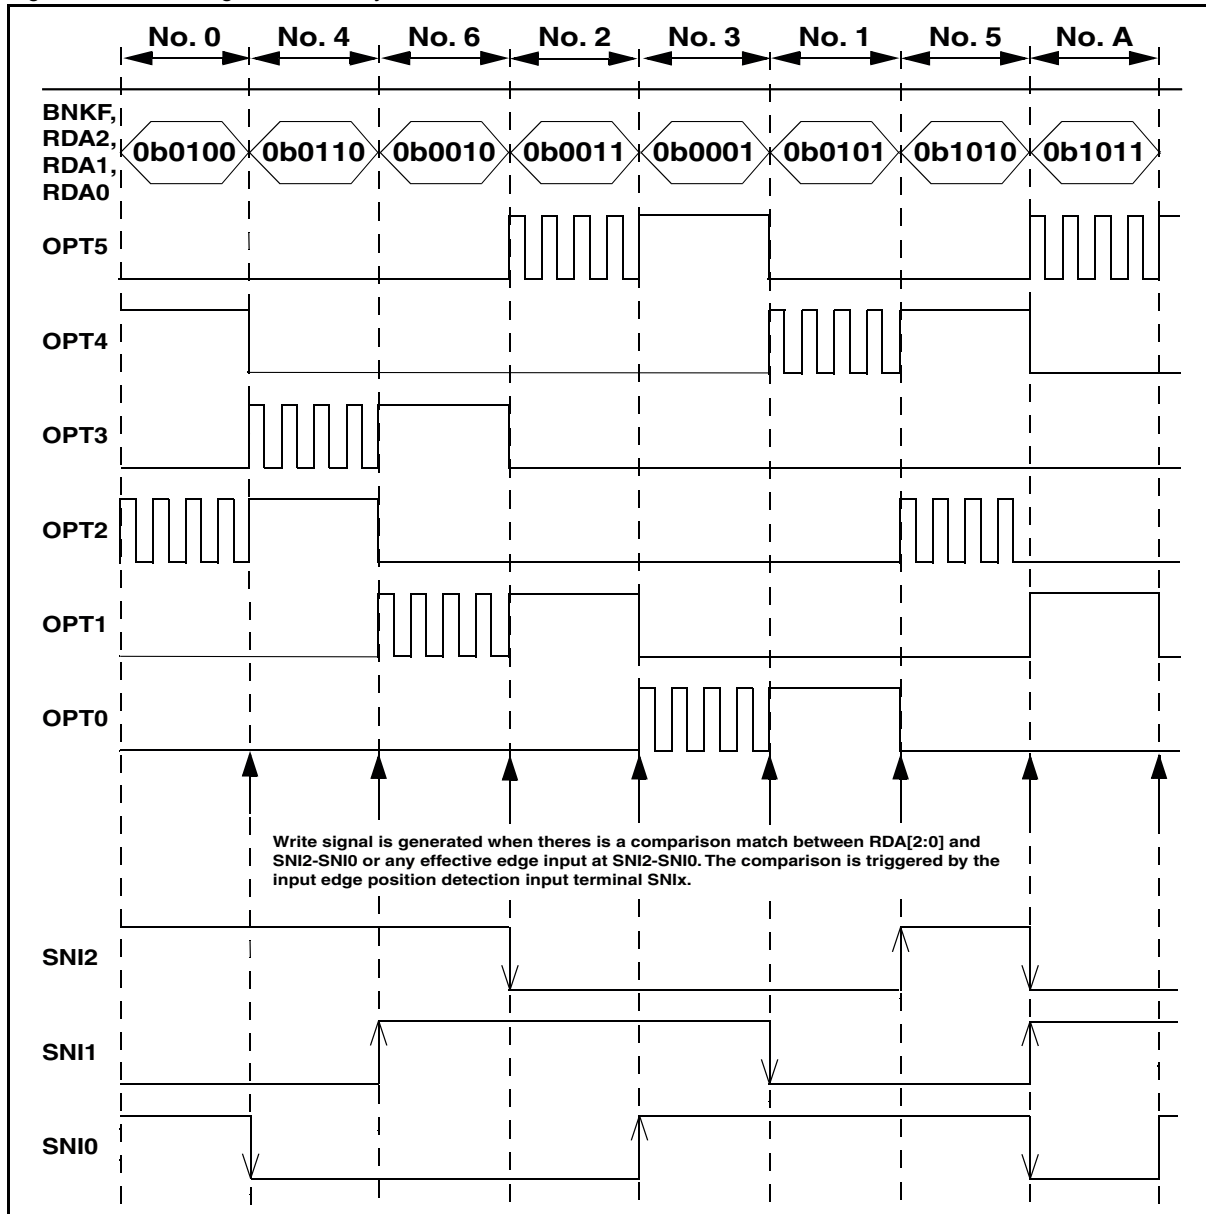 No. 0 No. 4 No. 6 No. 2 No. 3 No. 1 No. 5 No. A
BNKF,
RDA2,
RDA1,
RDA0
0b0100 0b0110 0b0010 0b0011 0b0001 0b0101 0b1010 0b1011
OPT5
OPT4
OPT3
OPT2
OPT1
OPT0
Write signal is generated when theres is a comparison match between RDA[2:0] and
SNI2-SNI0 or any effective edge input at SNI2-SNI0. The comparison is triggered by the
input edge position detection input terminal SNIx.
SNI2
SNI1
SNI0